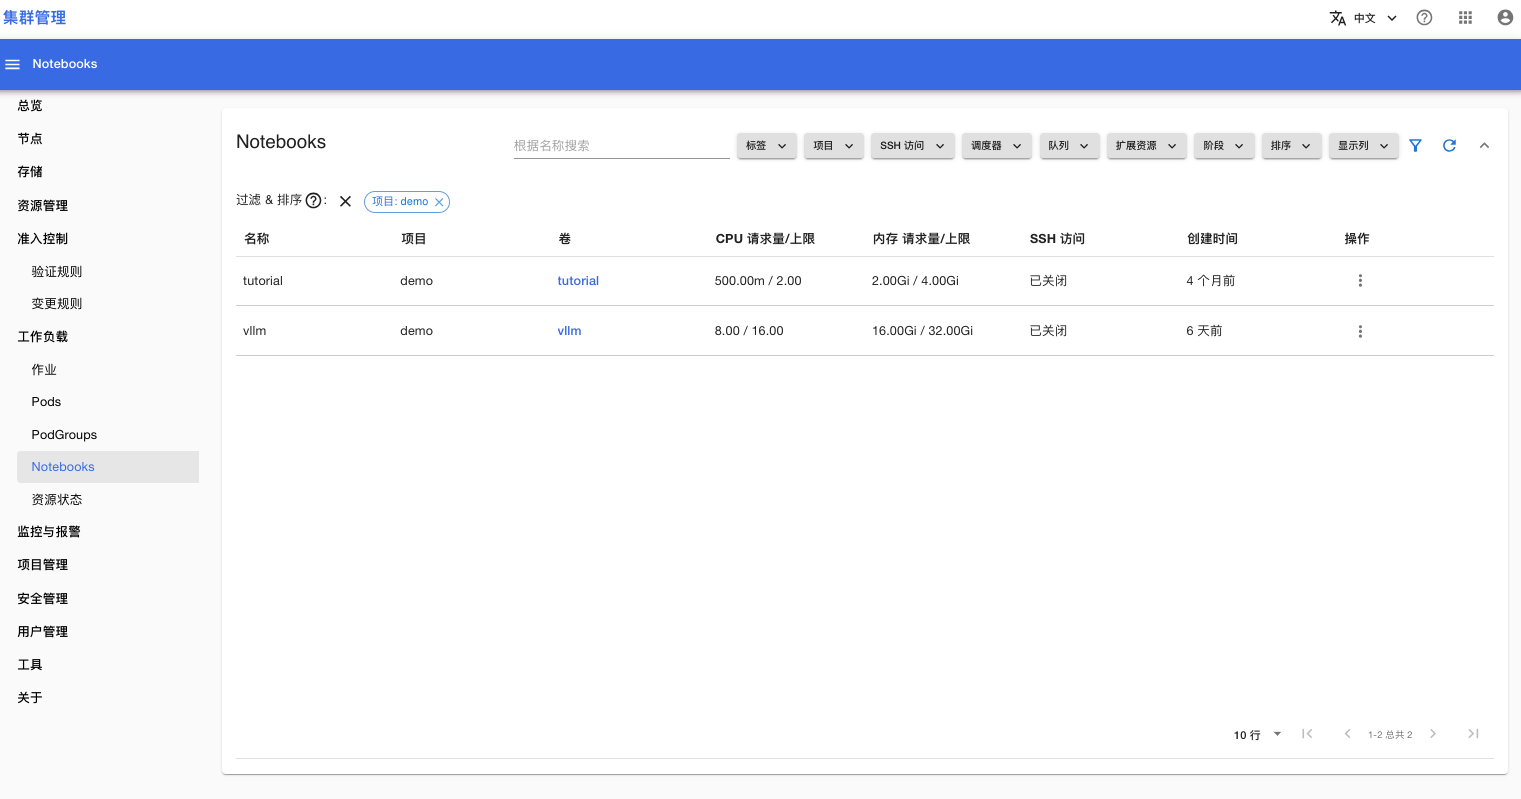 集群管理
中文
Notebooks
总览
节点
存储
资源管理
准入控制
验证规则
变更规则
工作负载
作业
Pods
PodGroups
Notebooks
资源状态
监控与报警
项目管理
安全管理
用户管理
工具
关于
Notebooks
根据名称搜索
标签 项目 SSH 访问 调度器 队列 扩展资源 阶段 排序 显示列
过滤 & 排序 : 项目: demo
名称 项目 卷 CPU 请求量/上限 内存 请求量/上限 SSH 访问 创建时间 操作
tutorial demo tutorial 500.00m / 2.00 2.00Gi / 4.00Gi 已关闭 4 个月前
vllm demo vllm 8.00 / 16.00 16.00Gi / 32.00Gi 已关闭 6 天前
10 行 1-2 总共 2